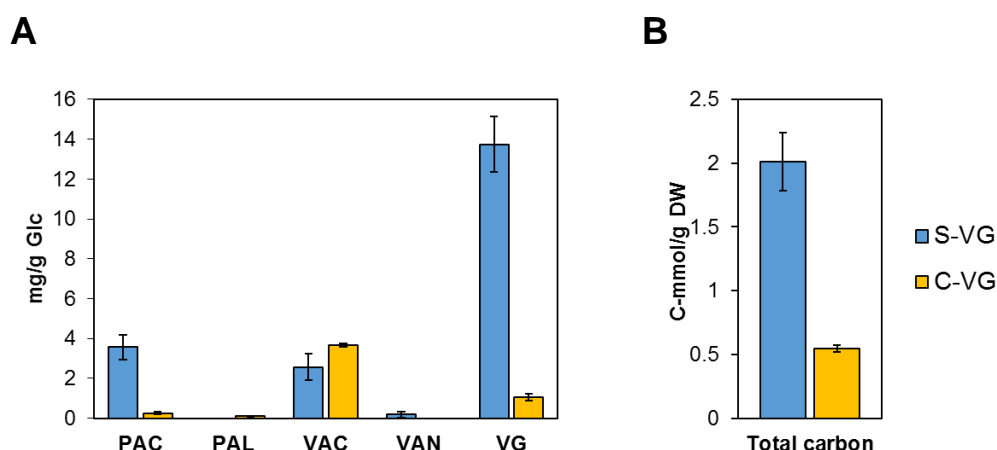 A
B
mg/g Glc
16
14
12
10
8
6
4
2
0
PAC PAL VAC VAN VG
C-mmol/g DW
2.5
2
1.5
1
0.5
0
Total carbon
S-VG
C-VG